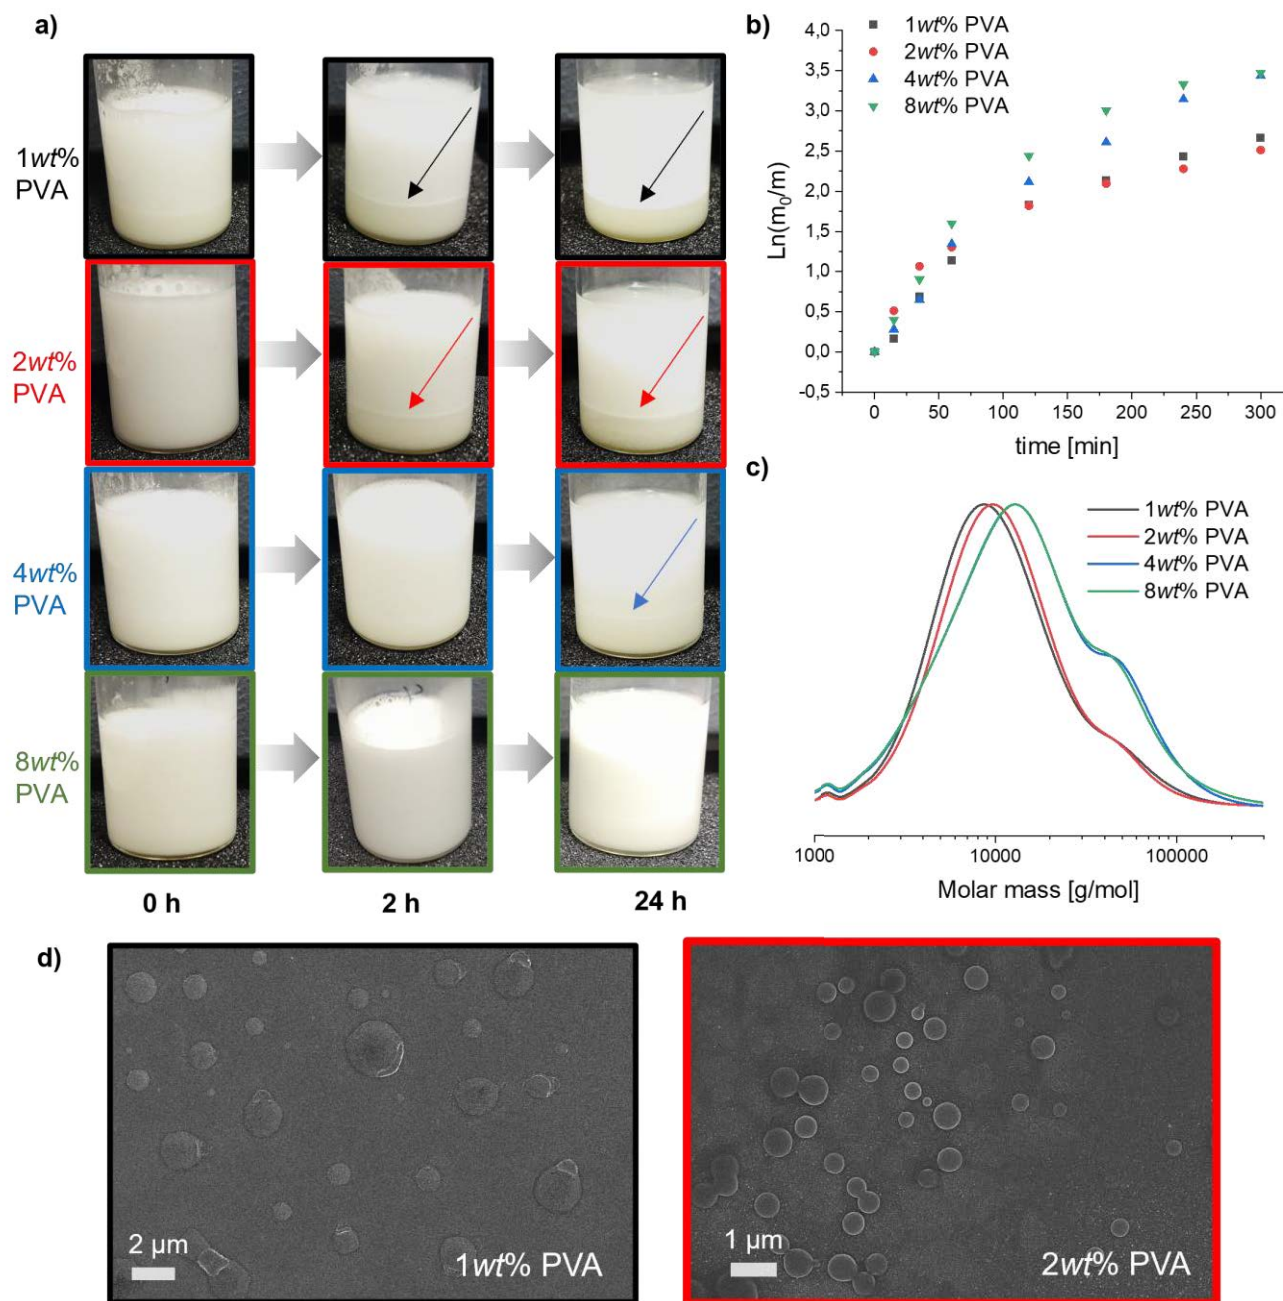 a)
1wt%
PVA
2wt%
PVA
4wt%
PVA
8wt%
PVA
0 h
2 h
24 h
b)
1wt% PVA
2wt% PVA
4wt% PVA
8wt% PVA
4,0
3,5
3,0
2,5
2,0
1,5
1,0
0,5
0,0
-0,5
Ln(m₀/m)
0 50 100 150 200 250 300
time [min]
c)
1wt% PVA
2wt% PVA
4wt% PVA
8wt% PVA
1000 10000 100000
Molar mass [g/mol]
d)
2 µm
1wt% PVA
1 µm
2wt% PVA